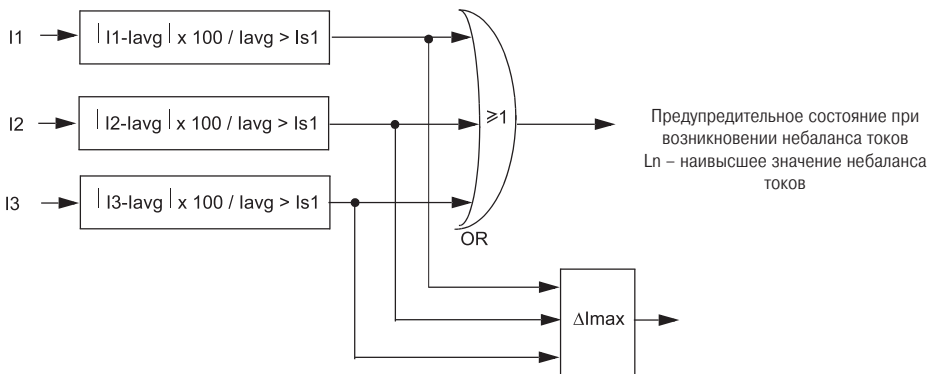 I1
| I1-Iavg | x 100 / Iavg > Is1
I2
| I2-Iavg | x 100 / Iavg > Is1
I3
| I3-Iavg | x 100 / Iavg > Is1
⩾1
OR
Предупредительное состояние при
возникновении небаланса токов
Ln – наивысшее значение небаланса
токов
ΔImax